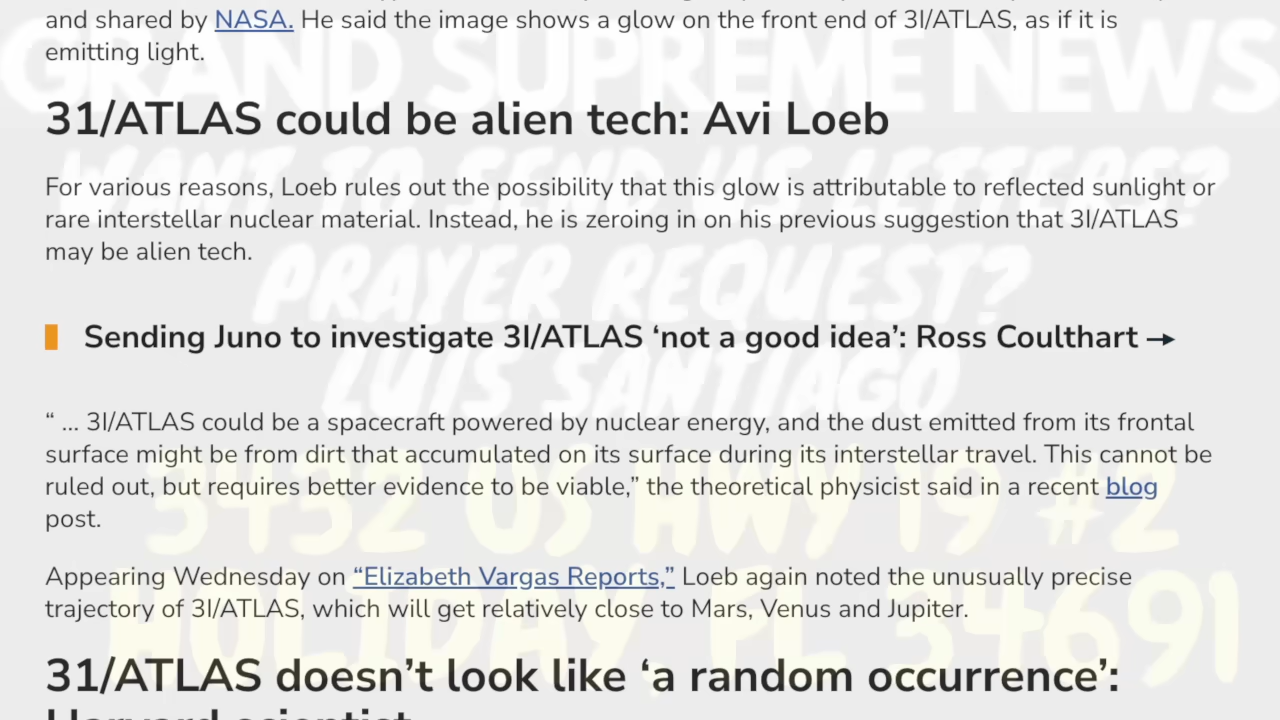 and shared by NASA. He said the image shows a glow on the front end of 3I/ATLAS, as if it is
emitting light.
GRAND SUPREME NEWS
31/ATLAS could be alien tech: Avi Loeb
WANT TO SEND US LETTERS?
For various reasons, Loeb rules out the possibility that this glow is attributable to reflected sunlight or
rare interstellar nuclear material. Instead, he is zeroing in on his previous suggestion that 3I/ATLAS
may be alien tech.
PRAYER REQUEST?
Sending Juno to investigate 3I/ATLAS ‘not a good idea’: Ross Coulthart →
LUIS SANTIAGO
“ ... 3I/ATLAS could be a spacecraft powered by nuclear energy, and the dust emitted from its frontal
surface might be from dirt that accumulated on its surface during its interstellar travel. This cannot be
ruled out, but requires better evidence to be viable,” the theoretical physicist said in a recent blog
post.
3432 US HWY 19 #2
Appearing Wednesday on “Elizabeth Vargas Reports,” Loeb again noted the unusually precise
trajectory of 3I/ATLAS, which will get relatively close to Mars, Venus and Jupiter.
HOLIDAY, FL 34691
31/ATLAS doesn’t look like ‘a random occurrence’:
Harvard scientist